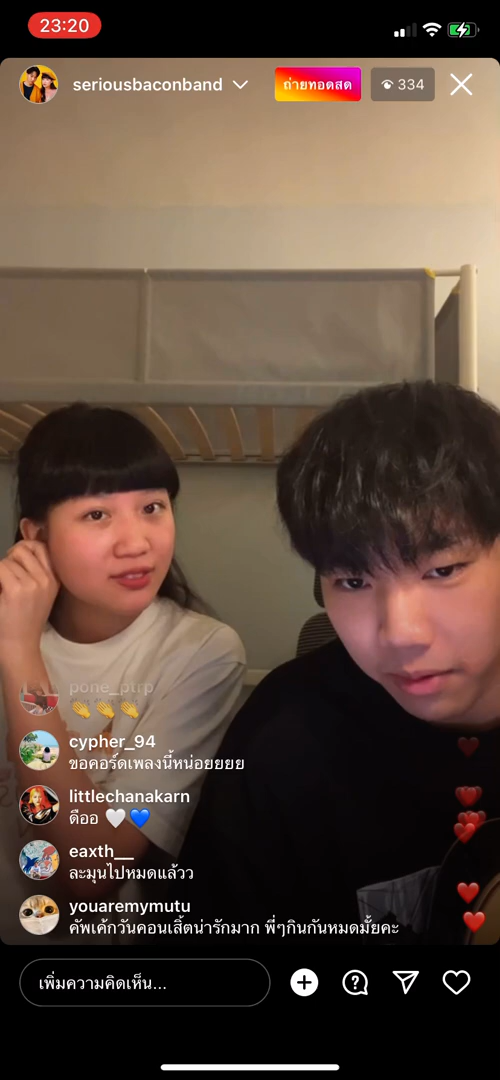 23:20
seriousbaconband
ถ่ายทอดสด
334
pone_ptrp
👏👏👏
cypher_94
ขอคอร์ดเพลงนี้หน่อยยยย
littlechanakarn
ดืออ 🤍💙
eaxth__
ละมุนไปหมดแล้วว
youaremymutu
คัพเค้กวันคอนเสิ้ตน่ารักมาก พี่ๆกินกันหมดมั้ยคะ
เพิ่มความคิดเห็น...